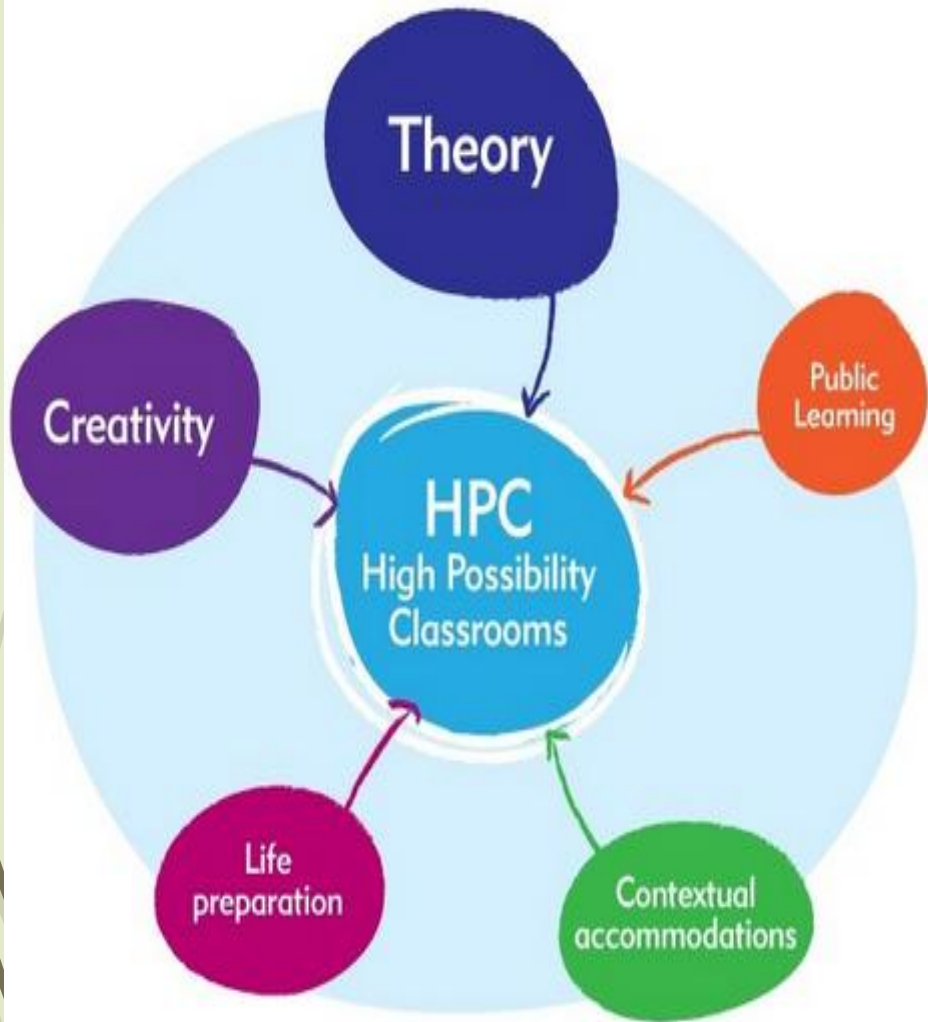 Theory
Creativity
Public
Learning
HPC
High Possibility
Classrooms
Life
preparation
Contextual
accommodations